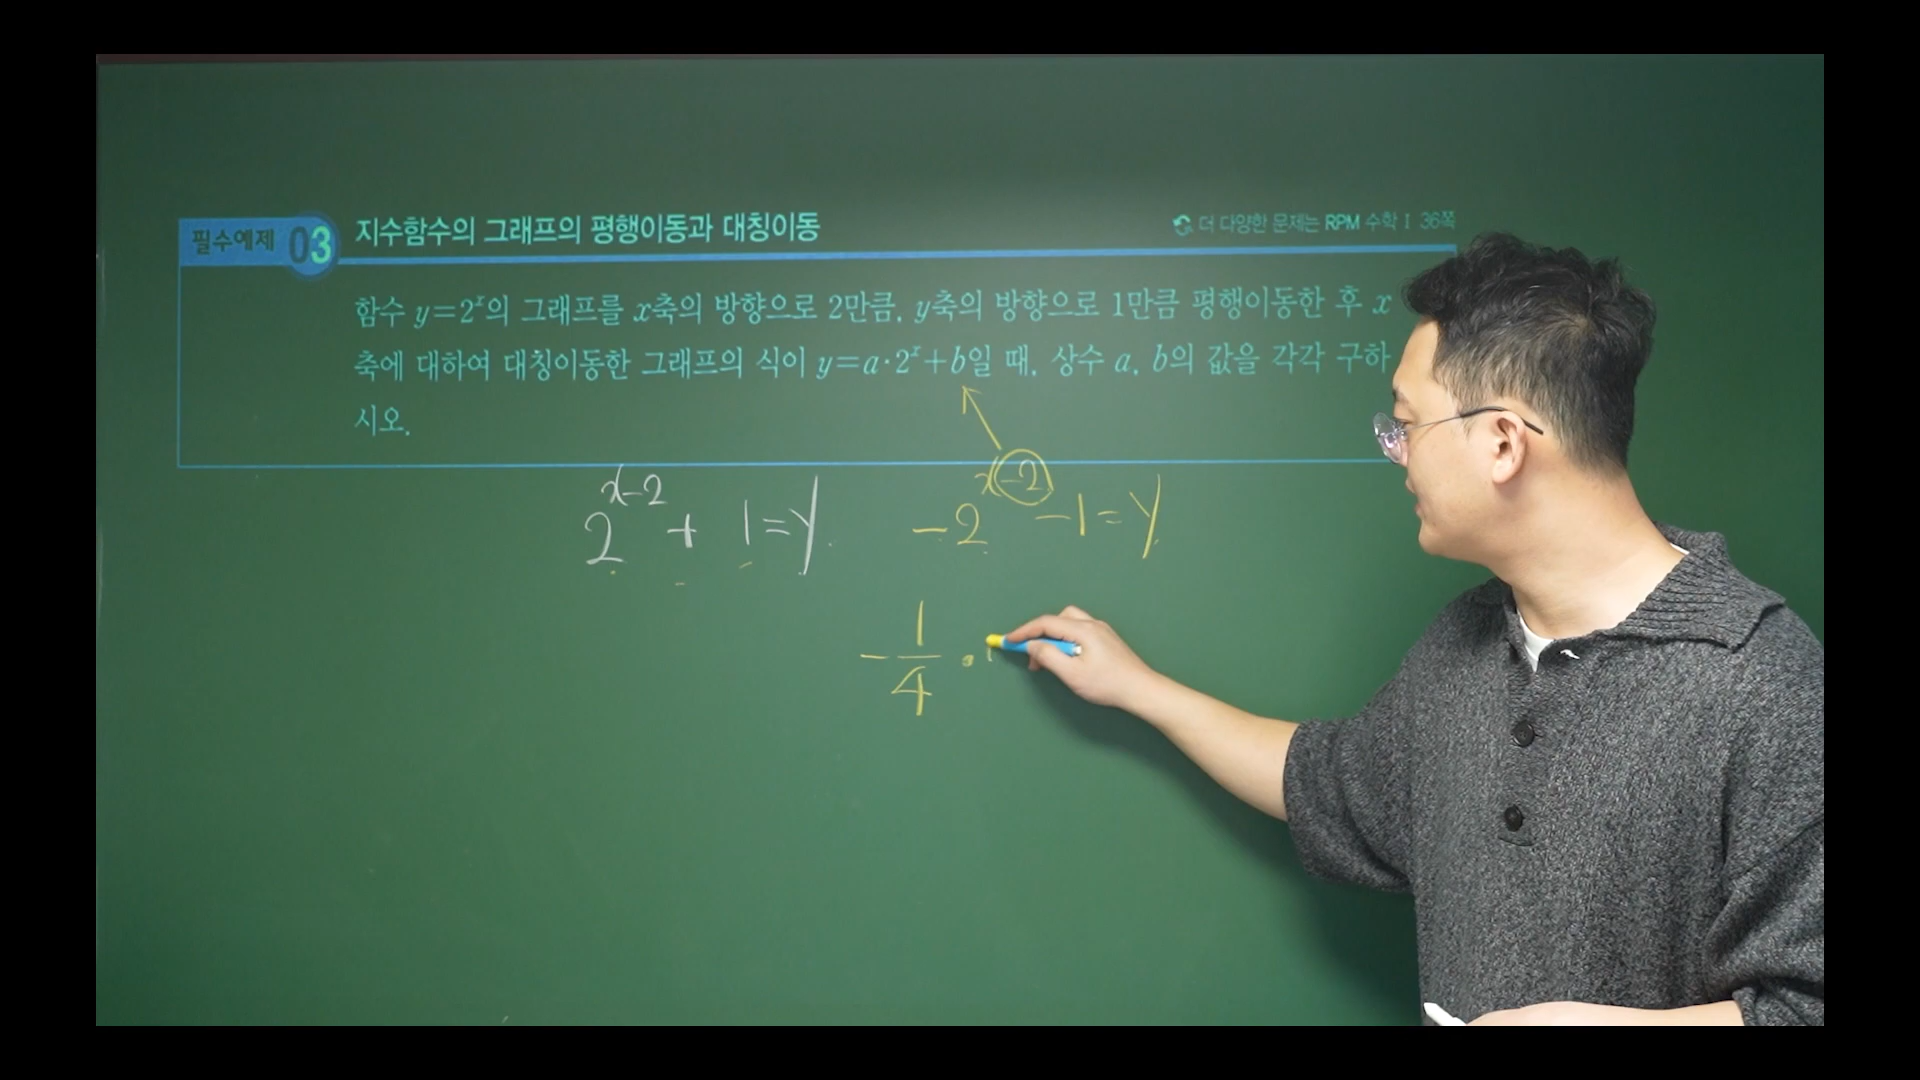 필수예제 03 지수함수의 그래프의 평행이동과 대칭이동 더 다양한 문제는 RPM 수학 Ⅰ 36쪽
함수 y=2ˣ의 그래프를 x축의 방향으로 2만큼, y축의 방향으로 1만큼 평행이동한 후 x
축에 대하여 대칭이동한 그래프의 식이 y=a·2ˣ+b일 때, 상수 a, b의 값을 각각 구하
시오.
2^(x-2) + 1 = y -2^(x-2) -1 = y
-1/4 ·